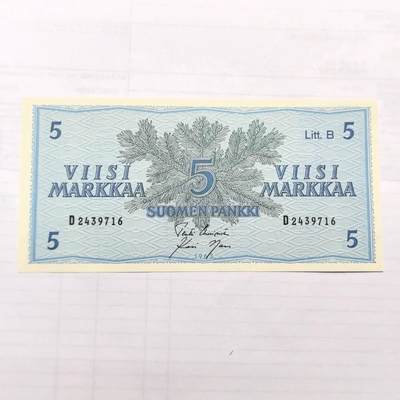 5 5
Litt. B
VIISI 5 VIISI
MARKKAA MARKKAA
SUOMEN PANKKI
D2439716 D2439716
5 5